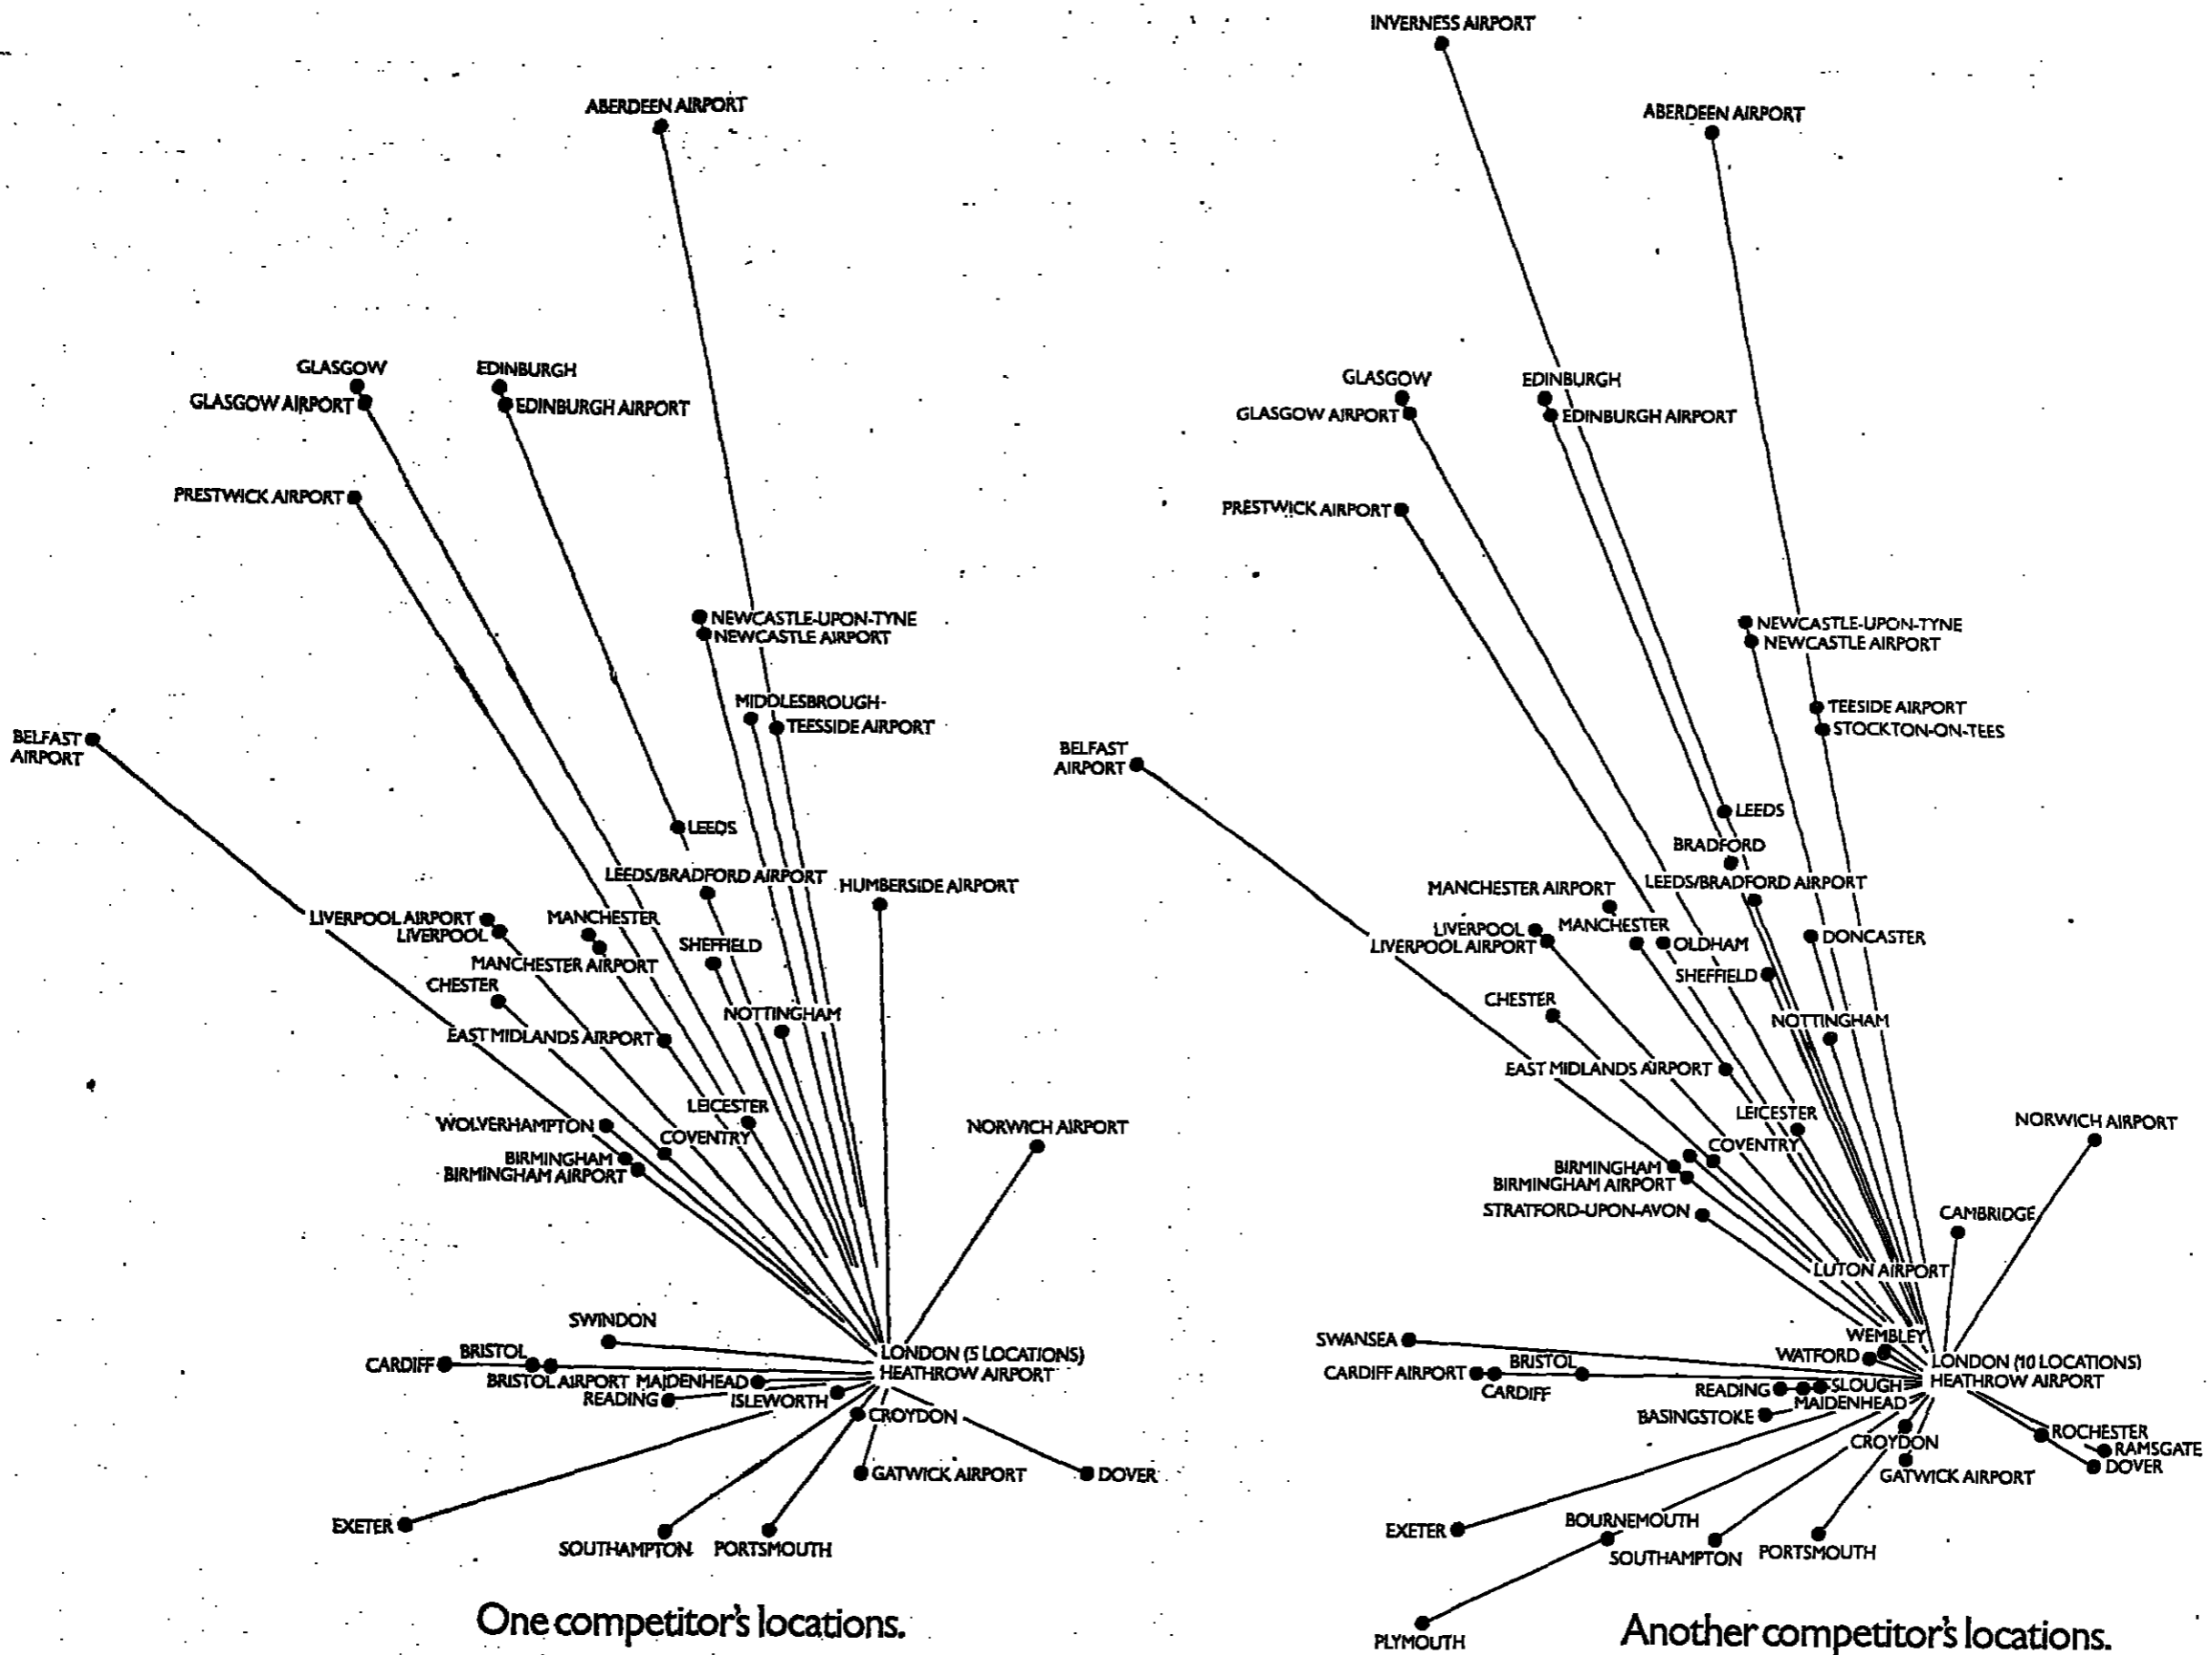 ABERDEEN AIRPORT
GLASGOW
GLASGOW AIRPORT
EDINBURGH
EDINBURGH AIRPORT
PRESTWICK AIRPORT
NEWCASTLE-UPON-TYNE
NEWCASTLE AIRPORT
MIDDLESBROUGH-
TEESSIDE AIRPORT
BELFAST
AIRPORT
LEEDS
LEEDS/BRADFORD AIRPORT
HUMBERSIDE AIRPORT
LIVERPOOL AIRPORT
LIVERPOOL
MANCHESTER
MANCHESTER AIRPORT
SHEFFIELD
CHESTER
NOTTINGHAM
EAST MIDLANDS AIRPORT
LEICESTER
WOLVERHAMPTON
COVENTRY
NORWICH AIRPORT
BIRMINGHAM
BIRMINGHAM AIRPORT
SWINDON
LONDON (5 LOCATIONS)
HEATHROW AIRPORT
CARDIFF
BRISTOL
BRISTOL AIRPORT
MAIDENHEAD
READING
ISLEWORTH
CROYDON
GATWICK AIRPORT
DOVER
EXETER
SOUTHAMPTON
PORTSMOUTH
One competitor's locations.
INVERNESS AIRPORT
ABERDEEN AIRPORT
GLASGOW
GLASGOW AIRPORT
EDINBURGH
EDINBURGH AIRPORT
PRESTWICK AIRPORT
NEWCASTLE-UPON-TYNE
NEWCASTLE AIRPORT
TEESIDE AIRPORT
STOCKTON-ON-TEES
BELFAST
AIRPORT
LEEDS
BRADFORD
LEEDS/BRADFORD AIRPORT
MANCHESTER AIRPORT
MANCHESTER
LIVERPOOL
LIVERPOOL AIRPORT
OLDHAM
DONCASTER
SHEFFIELD
CHESTER
NOTTINGHAM
EAST MIDLANDS AIRPORT
LEICESTER
COVENTRY
NORWICH AIRPORT
BIRMINGHAM
BIRMINGHAM AIRPORT
STRATFORD-UPON-AVON
CAMBRIDGE
LUTON AIRPORT
SWANSEA
WEMBLEY
WATFORD
LONDON (10 LOCATIONS)
HEATHROW AIRPORT
CARDIFF AIRPORT
CARDIFF
BRISTOL
READING
SLOUGH
MAIDENHEAD
BASINGSTOKE
CROYDON
GATWICK AIRPORT
ROCHESTER
RAMSGATE
DOVER
EXETER
BOURNEMOUTH
SOUTHAMPTON
PORTSMOUTH
PLYMOUTH
Another competitor's locations.